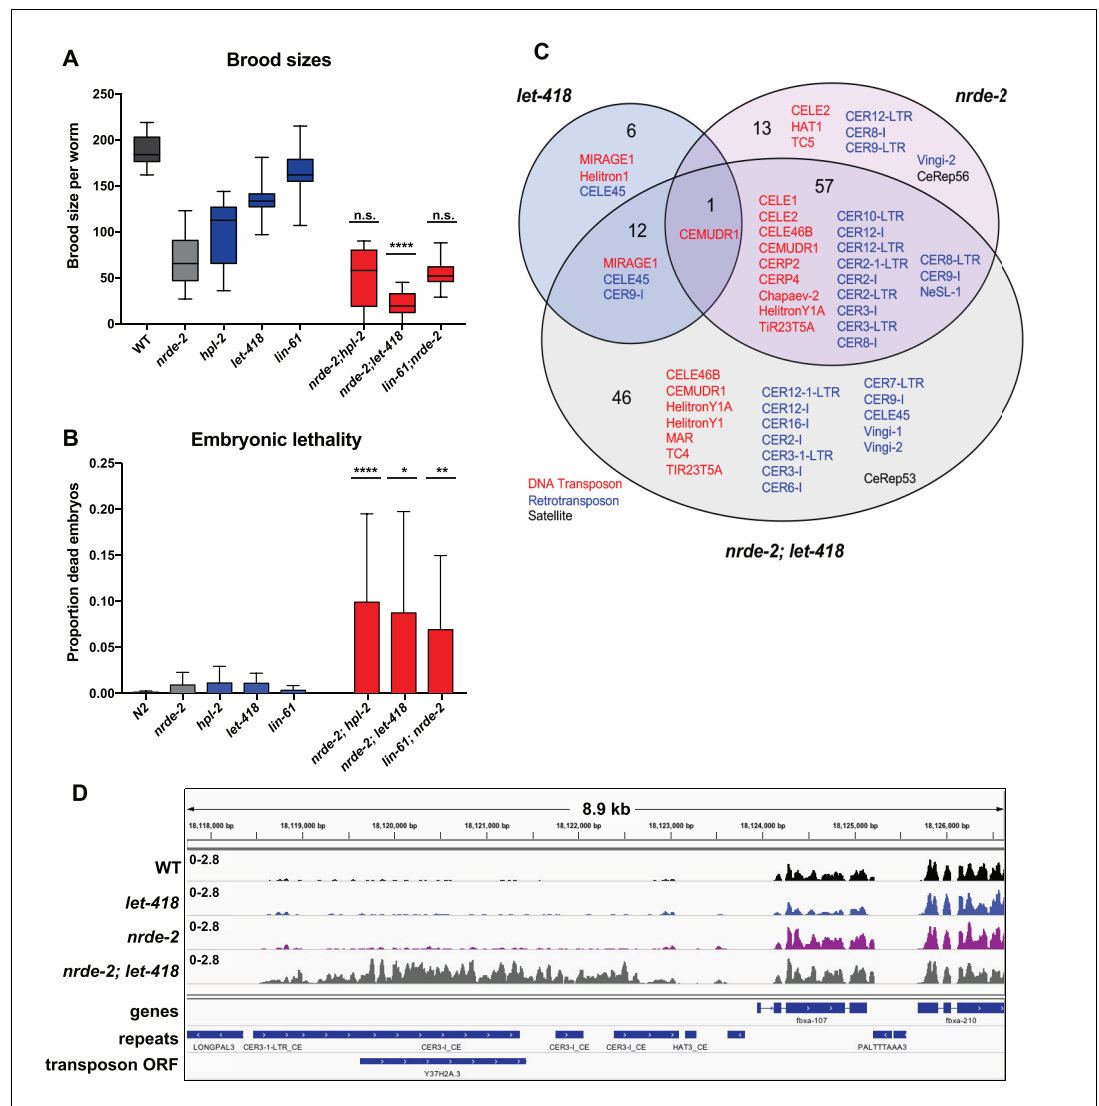 A
Brood sizes
Brood size per worm
250
200
150
100
50
0
n.s.
****
n.s.
WT
nrde-2
hpl-2
let-418
lin-61
nrde-2;hpl-2
nrde-2;let-418
lin-61;nrde-2
B
Embryonic lethality
Proportion dead embryos
0.25
0.20
0.15
0.10
0.05
0.00
****
*
**
N2
nrde-2
hpl-2
let-418
lin-61
nrde-2; hpl-2
nrde-2; let-418
lin-61; nrde-2
C
let-418
nrde-2
6
MIRAGE1
Helitron1
CELE45
13
CELE2
HAT1
TC5
CER12-LTR
CER8-I
CER9-LTR
Vingi-2
CeRep56
1
CEMUDR1
12
MIRAGE1
CELE45
CER9-I
57
CELE1
CELE2
CELE46B
CEMUDR1
CERP2
CERP4
Chapaev-2
HelitronY1A
TiR23T5A
CER10-LTR
CER12-I
CER12-LTR
CER2-1-LTR
CER2-I
CER2-LTR
CER3-I
CER3-LTR
CER8-I
CER8-LTR
CER9-I
NeSL-1
46
CELE46B
CEMUDR1
HelitronY1A
HelitronY1
MAR
TC4
TIR23T5A
CER12-1-LTR
CER12-I
CER16-I
CER2-I
CER3-1-LTR
CER3-I
CER6-I
CER7-LTR
CER9-I
CELE45
Vingi-1
Vingi-2
CeRep53
DNA Transposon
Retrotransposon
Satellite
nrde-2; let-418
D
8.9 kb
18,118,000 bp 18,119,000 bp 18,120,000 bp 18,121,000 bp 18,122,000 bp 18,123,000 bp 18,124,000 bp 18,125,000 bp 18,126,000 bp
WT 0-2.8
let-418 0-2.8
nrde-2 0-2.8
nrde-2; let-418 0-2.8
genes
fbxa-107 fbxa-210
repeats
LONGPAL3 CER3-1-LTR_CE CER3-I_CE CER3-I_CE CER3-I_CE HAT3_CE PALTTTAAA3
transposon ORF
Y37H2A.3